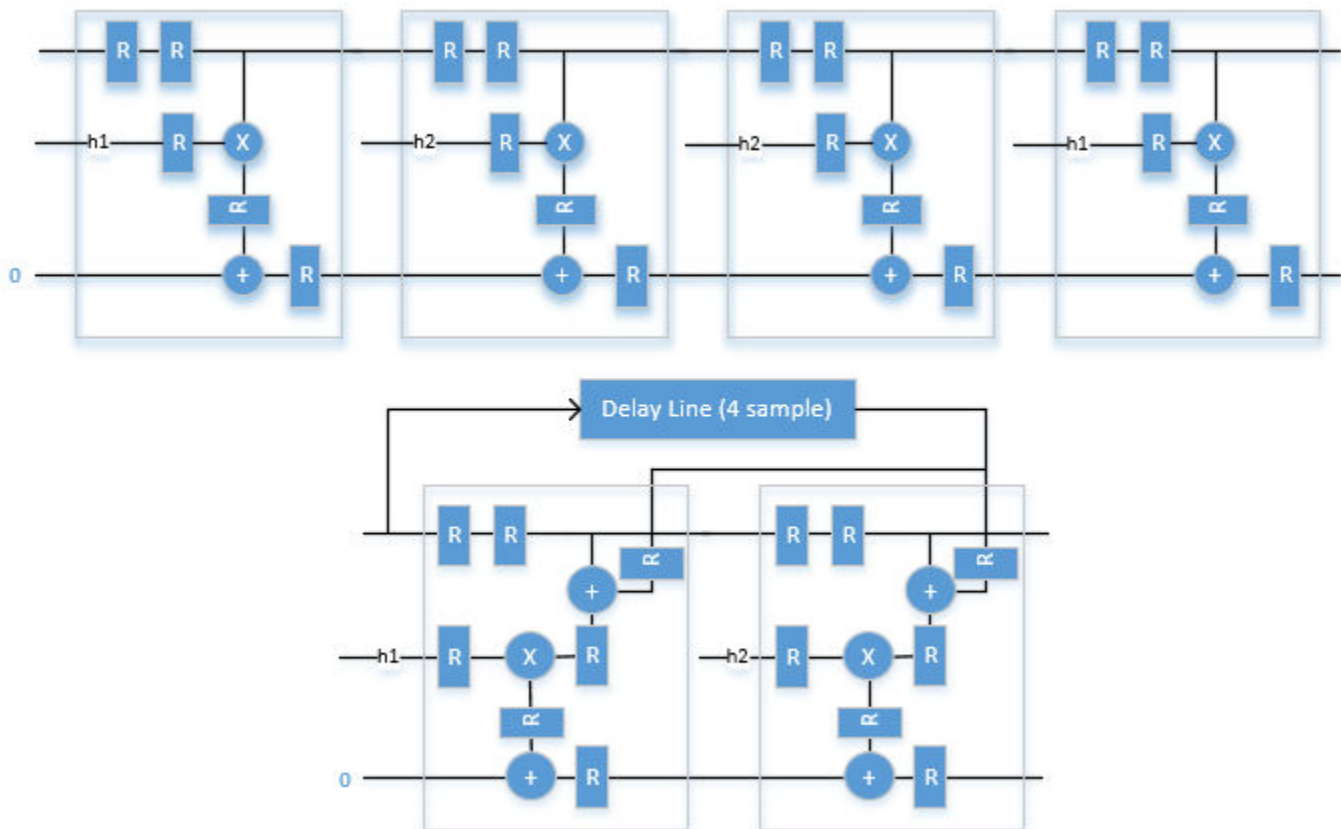 R R R R R R R R
h1 R X h2 R X h2 R X h1 R X
R R R R
0 + R + R + R + R
Delay Line (4 sample)
R R R R
R R
+ +
h1 R X R h2 R X R
R R
0 + R + R